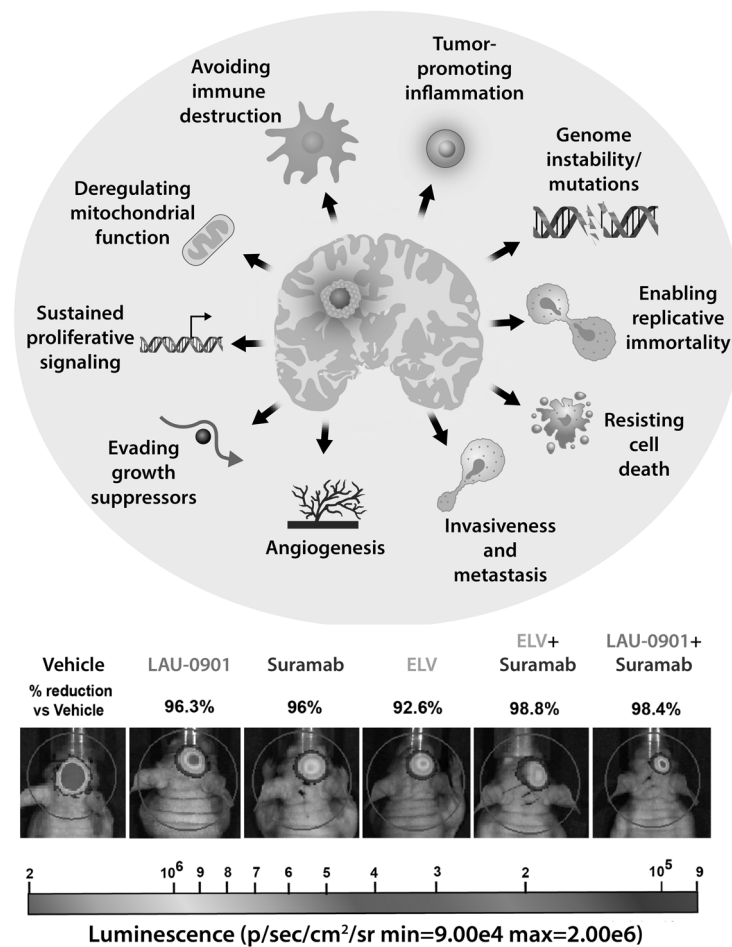 Avoiding
immune
destruction
Tumor-
promoting
inflammation
Genome
instability/
mutations
Deregulating
mitochondrial
function
Enabling
replicative
immortality
Sustained
proliferative
signaling
Resisting
cell
death
Evading
growth
suppressors
Angiogenesis
Invasiveness
and
metastasis
Vehicle
LAU-0901
Suramab
ELV
ELV+
Suramab
LAU-0901+
Suramab
% reduction
vs Vehicle
96.3%
96%
92.6%
98.8%
98.4%
2 10⁶ 9 8 7 6 5 4 3 2 10⁵ 9
Luminescence (p/sec/cm²/sr min=9.00e4 max=2.00e6)